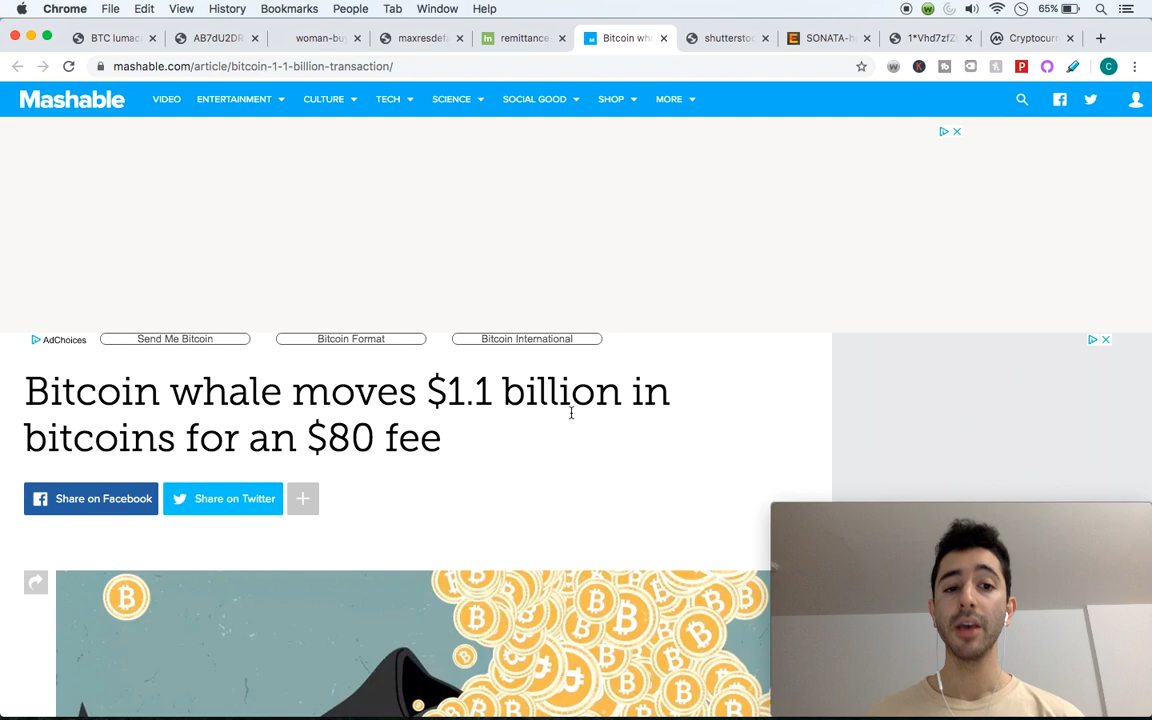 Chrome File Edit View History Bookmarks People Tab Window Help 65%
BTC lumac AB7dU2DR woman-buy maxresdefa remittance Bitcoin wha shuttersto SONATA-h 1*Vhd7zfZ Cryptocurr
mashable.com/article/bitcoin-1-1-billion-transaction/
C
Mashable VIDEO ENTERTAINMENT CULTURE TECH SCIENCE SOCIAL GOOD SHOP MORE
AdChoices Send Me Bitcoin Bitcoin Format Bitcoin International
Bitcoin whale moves $1.1 billion in
bitcoins for an $80 fee
Share on Facebook Share on Twitter +